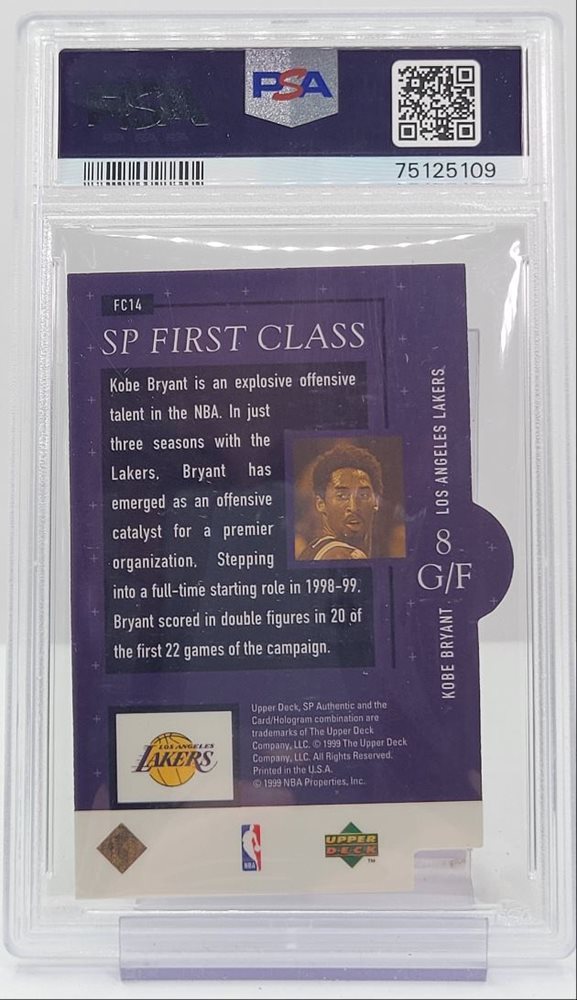 PSA
PSA
75125109
FC14
SP FIRST CLASS
Kobe Bryant is an explosive offensive
talent in the NBA. In just
three seasons with the
Lakers, Bryant has
emerged as an offensive
catalyst for a premier
organization. Stepping
into a full-time starting role in 1998-99,
Bryant scored in double figures in 20 of
the first 22 games of the campaign.
LOS ANGELES LAKERS
8
G/F
KOBE BRYANT
LOS ANGELES
LAKERS
Upper Deck, SP Authentic and the
Card/Hologram combination are
trademarks of The Upper Deck
Company, LLC. © 1999 The Upper Deck
Company, LLC. All Rights Reserved.
Printed in the U.S.A.
© 1999 NBA Properties, Inc.
NBA
UPPER
DECK
TM